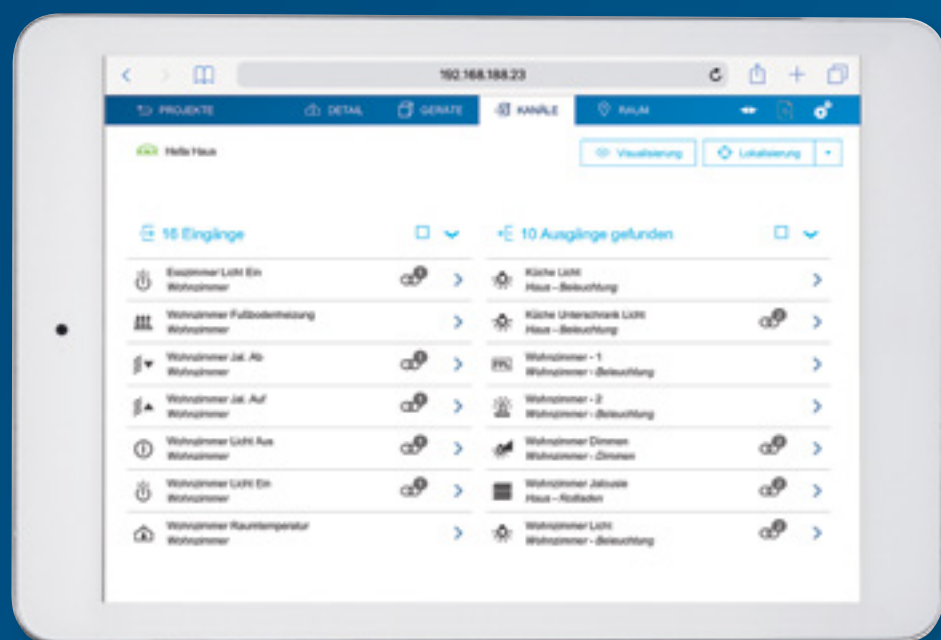 192.168.188.23
PROJEKTE
DETAIL
GERÄTE
KANÄLE
RAUM
Hella Haus
Visualisierung
Lokalisierung
16 Eingänge
Esszimmer Licht Ein
Wohnzimmer
Wohnzimmer Fußbodenheizung
Wohnzimmer
Wohnzimmer Jal. Ab
Wohnzimmer
Wohnzimmer Jal. Auf
Wohnzimmer
Wohnzimmer Licht Aus
Wohnzimmer
Wohnzimmer Licht Ein
Wohnzimmer
Wohnzimmer Raumtemperatur
Wohnzimmer
10 Ausgänge gefunden
Küche Licht
Haus - Beleuchtung
Küche Unterschrank Licht
Haus - Beleuchtung
Wohnzimmer - 1
Wohnzimmer - Beleuchtung
Wohnzimmer - 2
Wohnzimmer - Beleuchtung
Wohnzimmer Dimmen
Wohnzimmer - Dimmen
Wohnzimmer Jalousie
Haus - Rollladen
Wohnzimmer Licht
Wohnzimmer - Beleuchtung